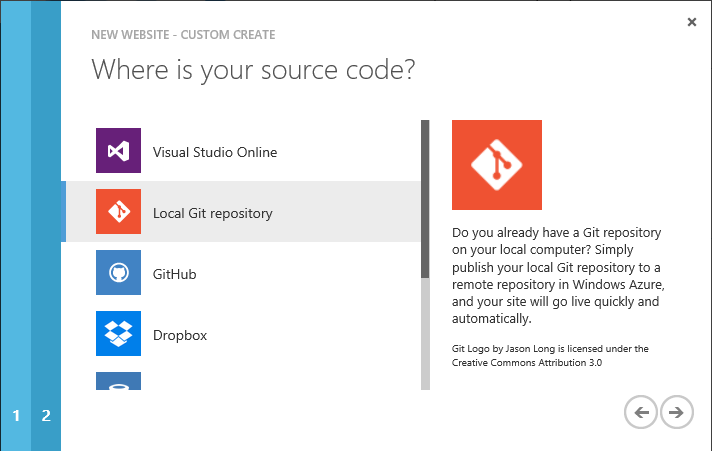 NEW WEBSITE - CUSTOM CREATE
Where is your source code?
Visual Studio Online
Local Git repository
GitHub
Dropbox
Do you already have a Git repository
on your local computer? Simply
publish your local Git repository to a
remote repository in Windows Azure,
and your site will go live quickly and
automatically.
Git Logo by Jason Long is licensed under the
Creative Commons Attribution 3.0
1 2